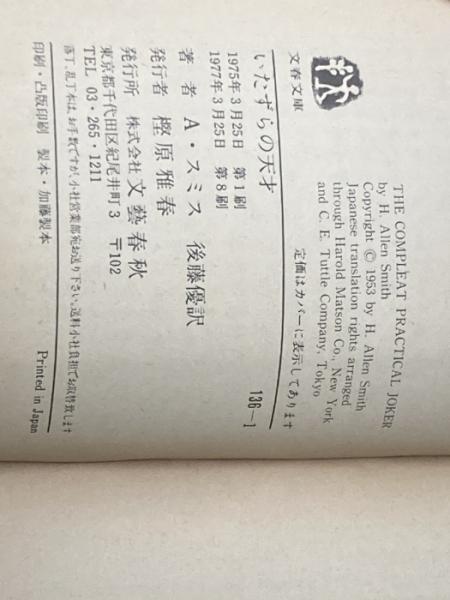 THE COMPLEAT PRACTICAL JOKER
by H. Allen Smith
Copyright © 1953 by H. Allen Smith
Japanese translation rights arranged
through Harold Matson Co., New York
and C. E. Tuttle Company, Tokyo
文春文庫
定価はカバーに表示してあります
いたずらの天才
136—1
1975年3月25日 第1刷
1977年3月25日 第8刷
著者 A・スミス 後藤優訳
発行者 樫原雅春
発行所 株式会社 文藝春秋
東京都千代田区紀尾井町3 〒102
TEL 03・265・1211
落丁、乱丁本は、お手数ですが小社営業部宛お送り下さい。送料小社負担でお取替致します
印刷・凸版印刷 製本・加藤製本
Printed in Japan